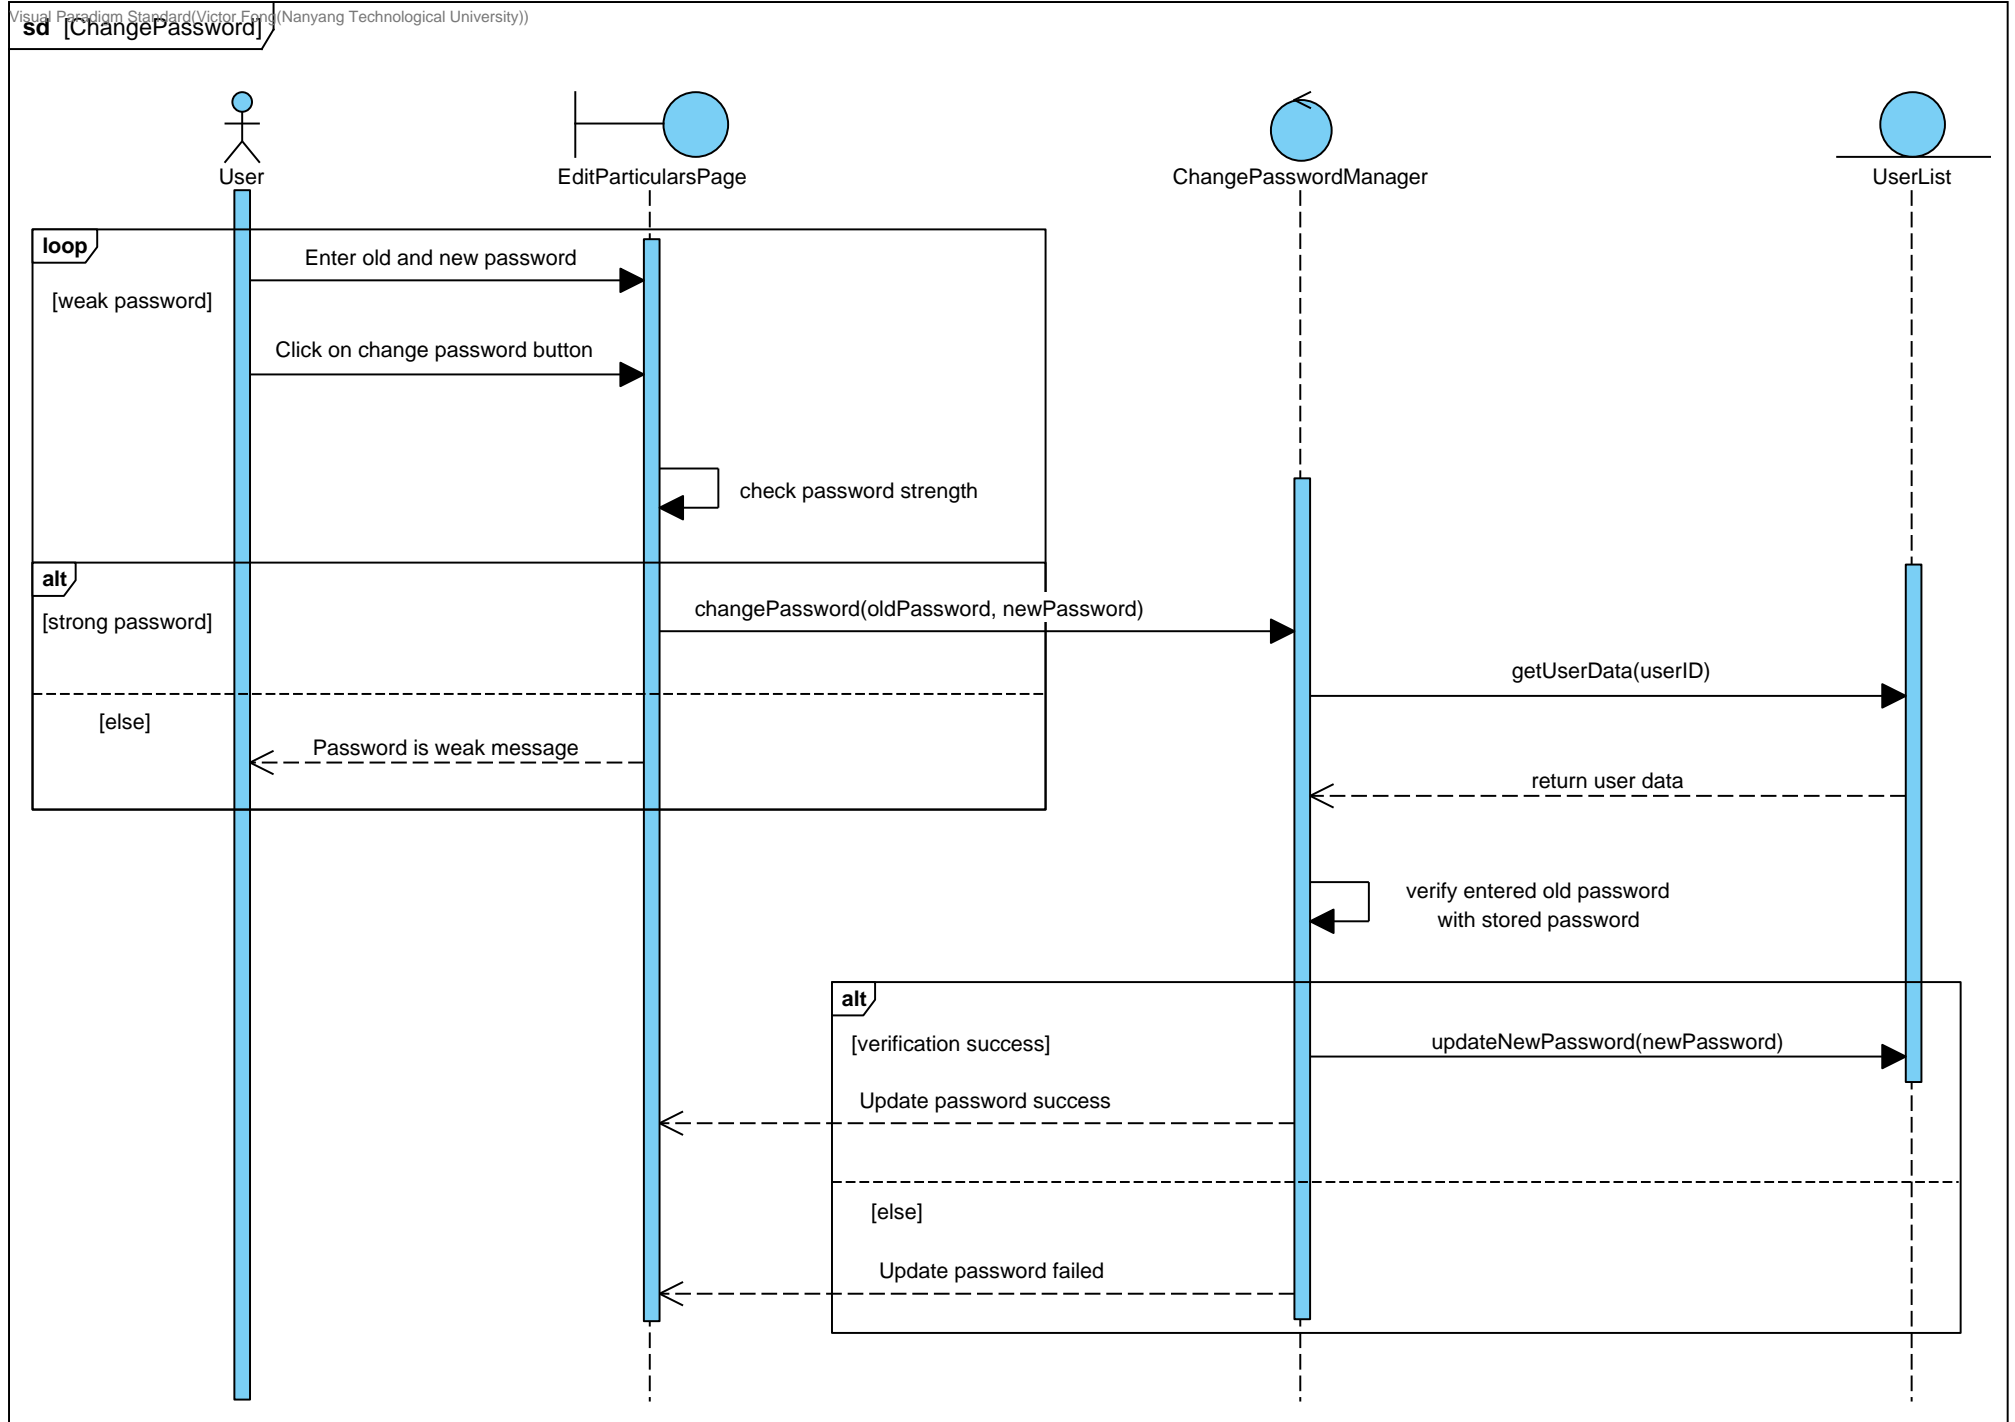 Visual Paradigm Standard(Victor Fong(Nanyang Technological University))
sd [ChangePassword]
User
EditParticularsPage
ChangePasswordManager
UserList
loop
Enter old and new password
[weak password]
Click on change password button
check password strength
alt
[strong password]
changePassword(oldPassword, newPassword)
getUserData(userID)
[else]
Password is weak message
return user data
verify entered old password
with stored password
alt
[verification success]
updateNewPassword(newPassword)
Update password success
[else]
Update password failed